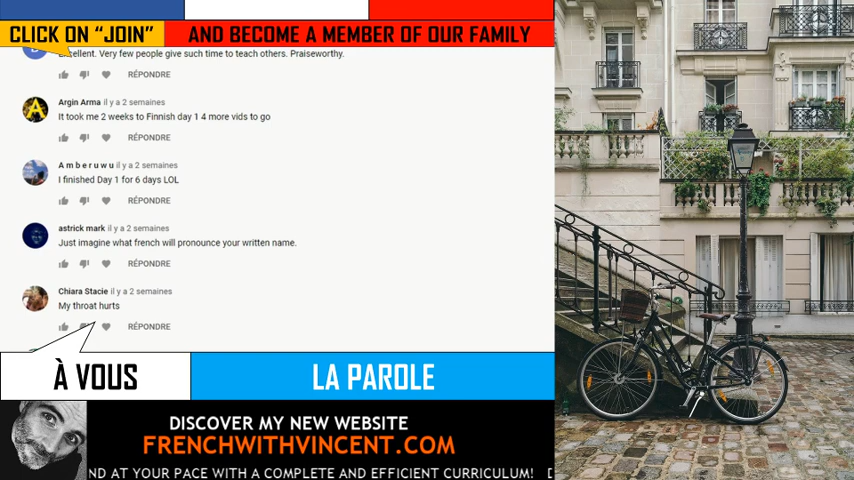 CLICK ON “JOIN”
AND BECOME A MEMBER OF OUR FAMILY
Excellent. Very few people give such time to teach others. Praiseworthy.
RÉPONDRE
Argin Arma il y a 2 semaines
It took me 2 weeks to Finnish day 1 4 more vids to go
RÉPONDRE
A m b e r u w u il y a 2 semaines
I finished Day 1 for 6 days LOL
RÉPONDRE
astrick mark il y a 2 semaines
Just imagine what french will pronounce your written name.
RÉPONDRE
Chiara Stacie il y a 2 semaines
My throat hurts
RÉPONDRE
À VOUS
LA PAROLE
DISCOVER MY NEW WEBSITE
FRENCHWITHVINCENT.COM
ND AT YOUR PACE WITH A COMPLETE AND EFFICIENT CURRICULUM!